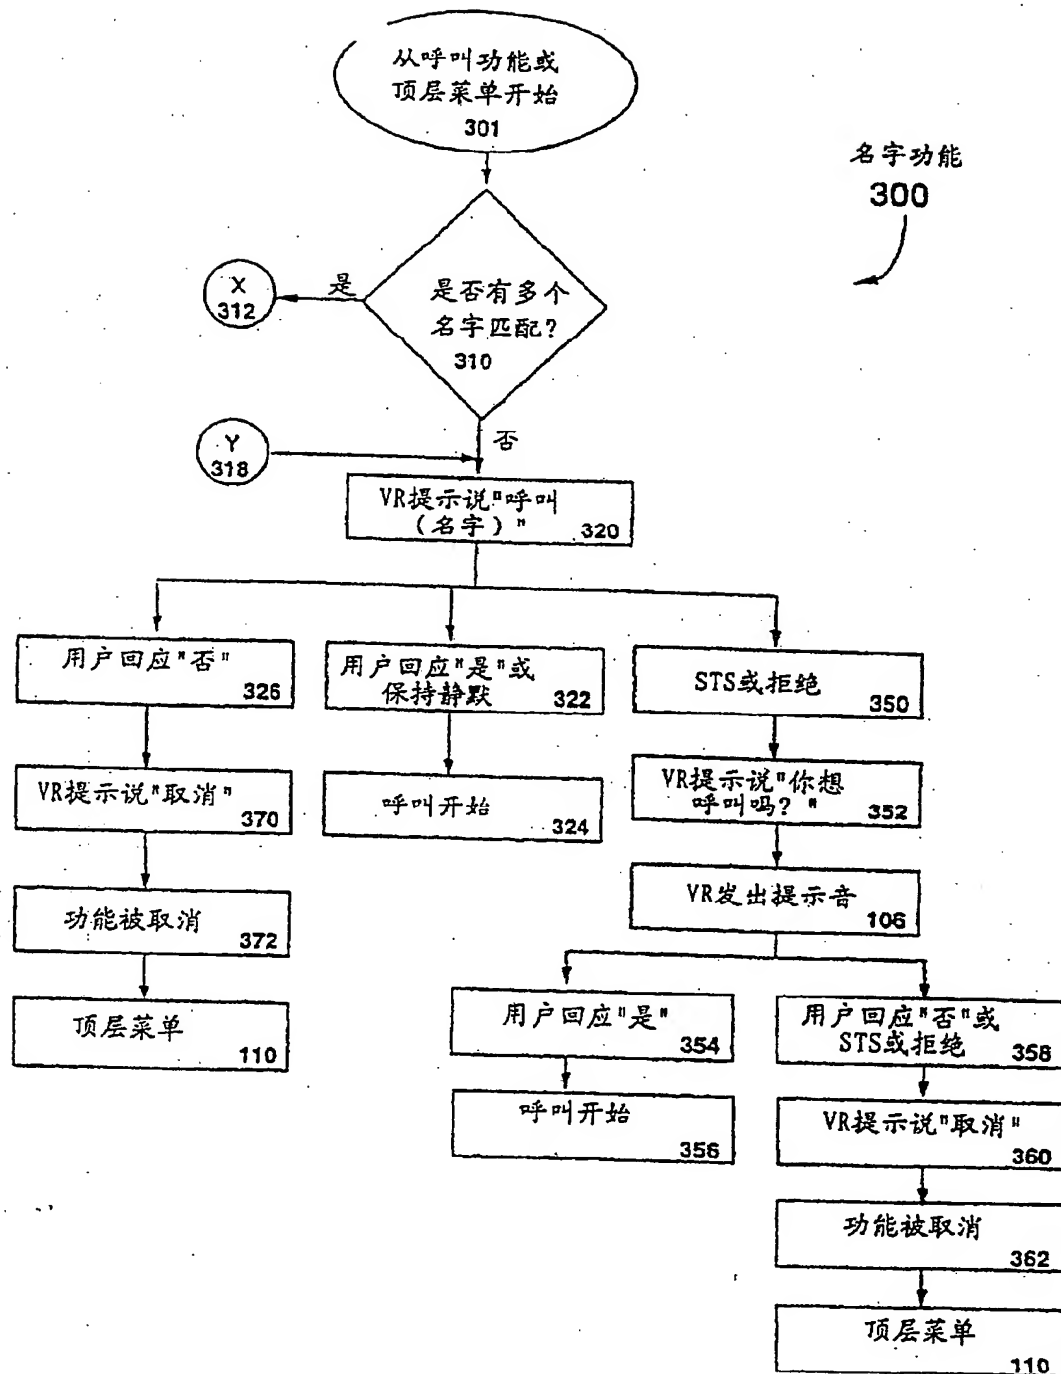 从呼叫功能或
顶层菜单开始
301
名字功能
300
X
312
是
是否有多个
名字匹配?
310
Y
318
否
VR提示说"呼叫
(名字)"
320
用户回应"否"
326
用户回应"是"或
保持静默
322
STS或拒绝
350
VR提示说"取消"
370
呼叫开始
324
VR提示说"你想
呼叫吗?"
352
功能被取消
372
VR发出提示音
106
顶层菜单
110
用户回应"是"
354
用户回应"否"或
STS或拒绝
358
呼叫开始
356
VR提示说"取消"
360
功能被取消
362
顶层菜单
110